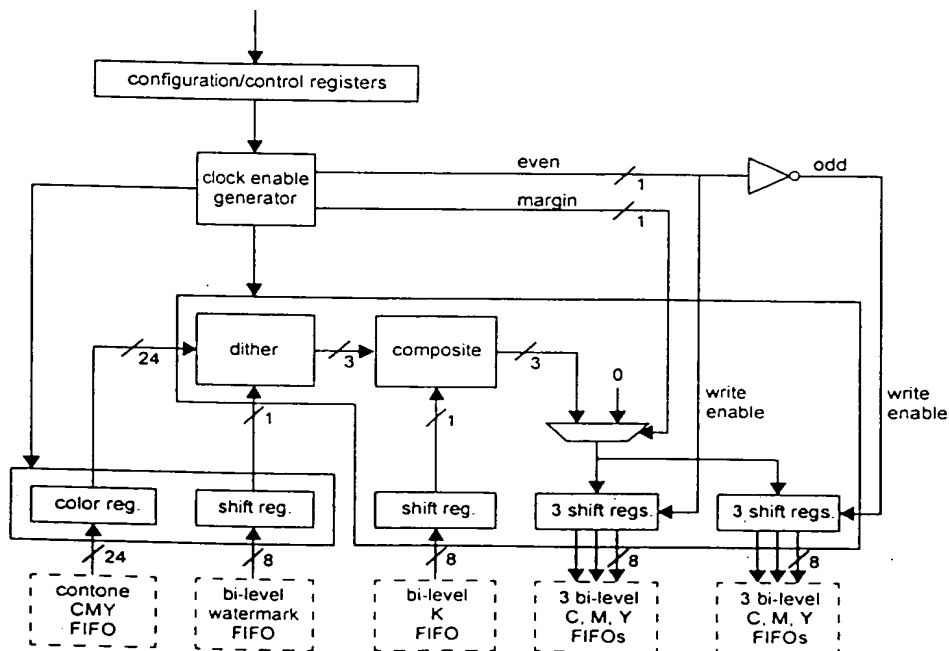 configuration/control registers
clock enable
generator
even
1
odd
margin
1
dither
composite
24
3
3
0
1
1
write
enable
write
enable
color reg.
shift reg.
shift reg.
3 shift regs.
3 shift regs.
24
8
8
8
8
contone
CMY
FIFO
bi-level
watermark
FIFO
bi-level
K
FIFO
3 bi-level
C, M, Y
FIFOs
3 bi-level
C, M, Y
FIFOs